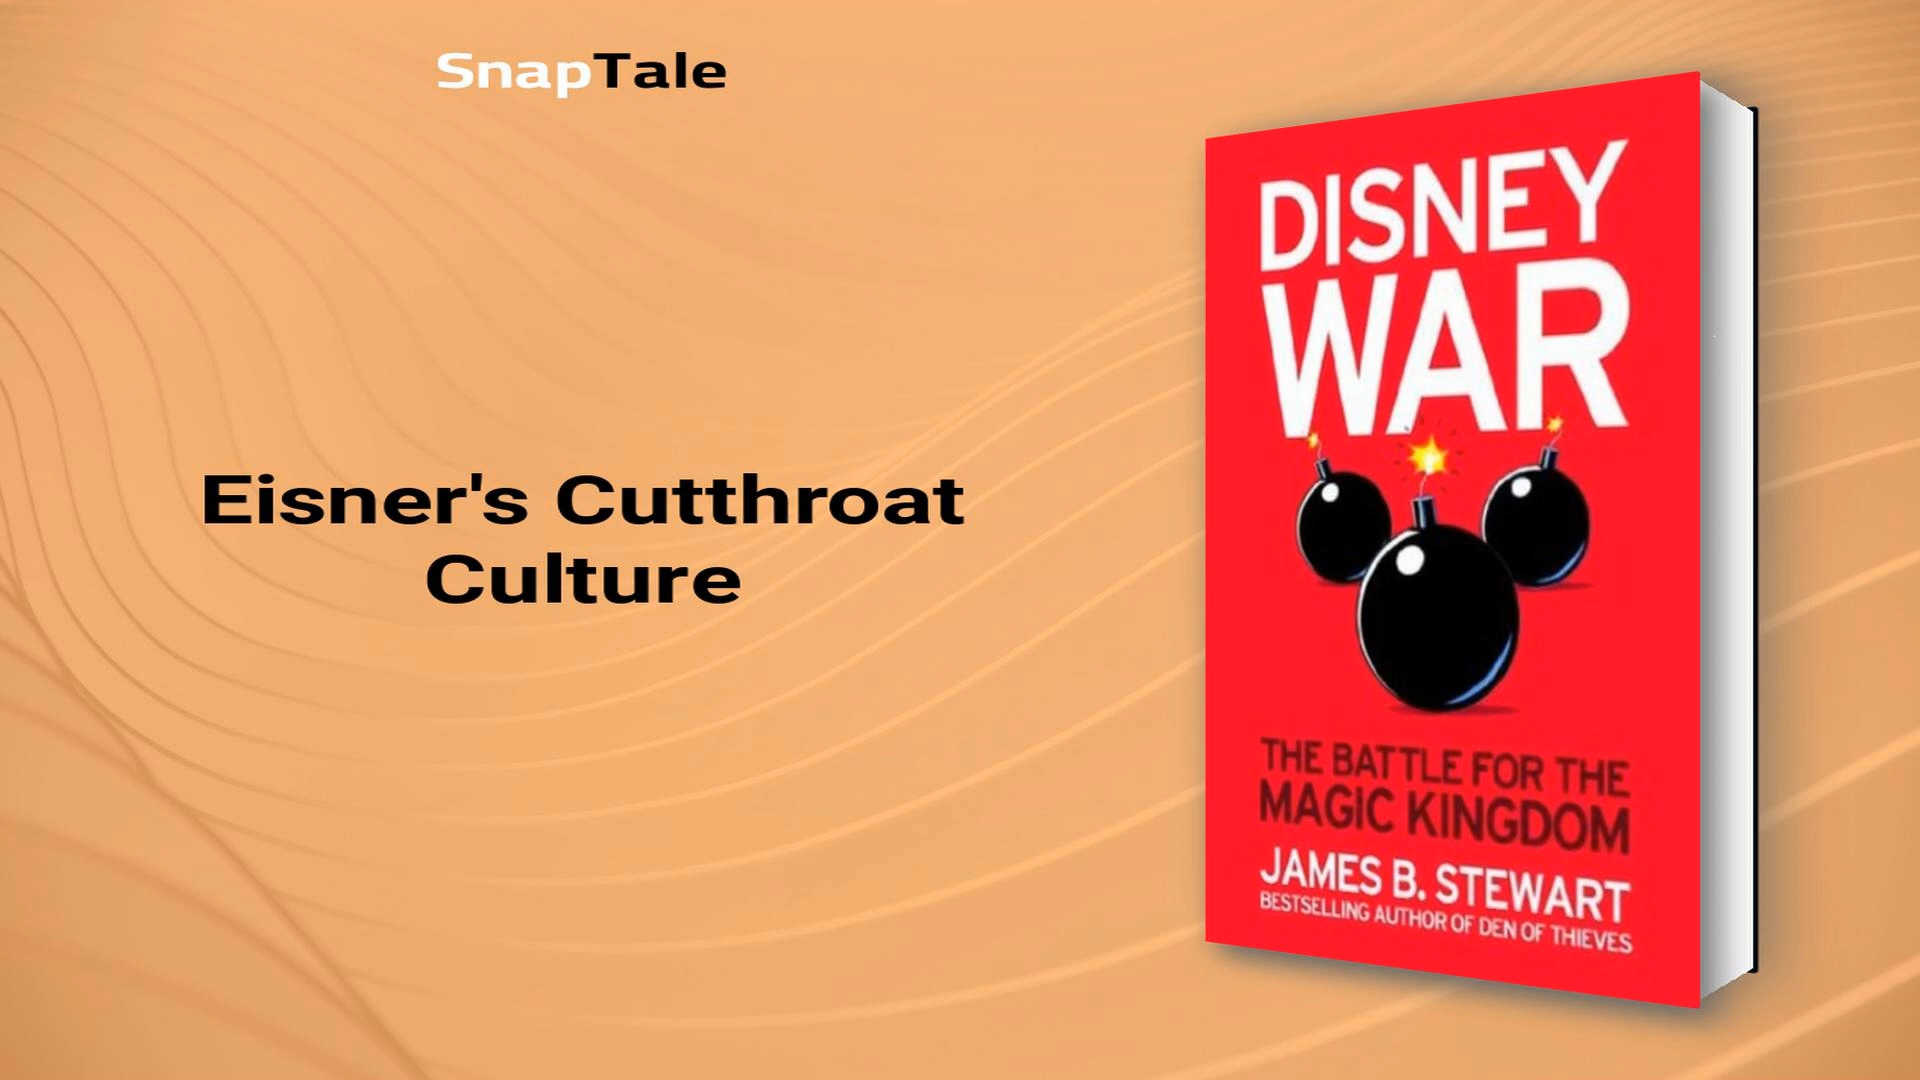 SnapTale
Eisner's Cutthroat
Culture
DISNEY
WAR
THE BATTLE FOR THE
MAGIC KINGDOM
JAMES B. STEWART
BESTSELLING AUTHOR OF DEN OF THIEVES